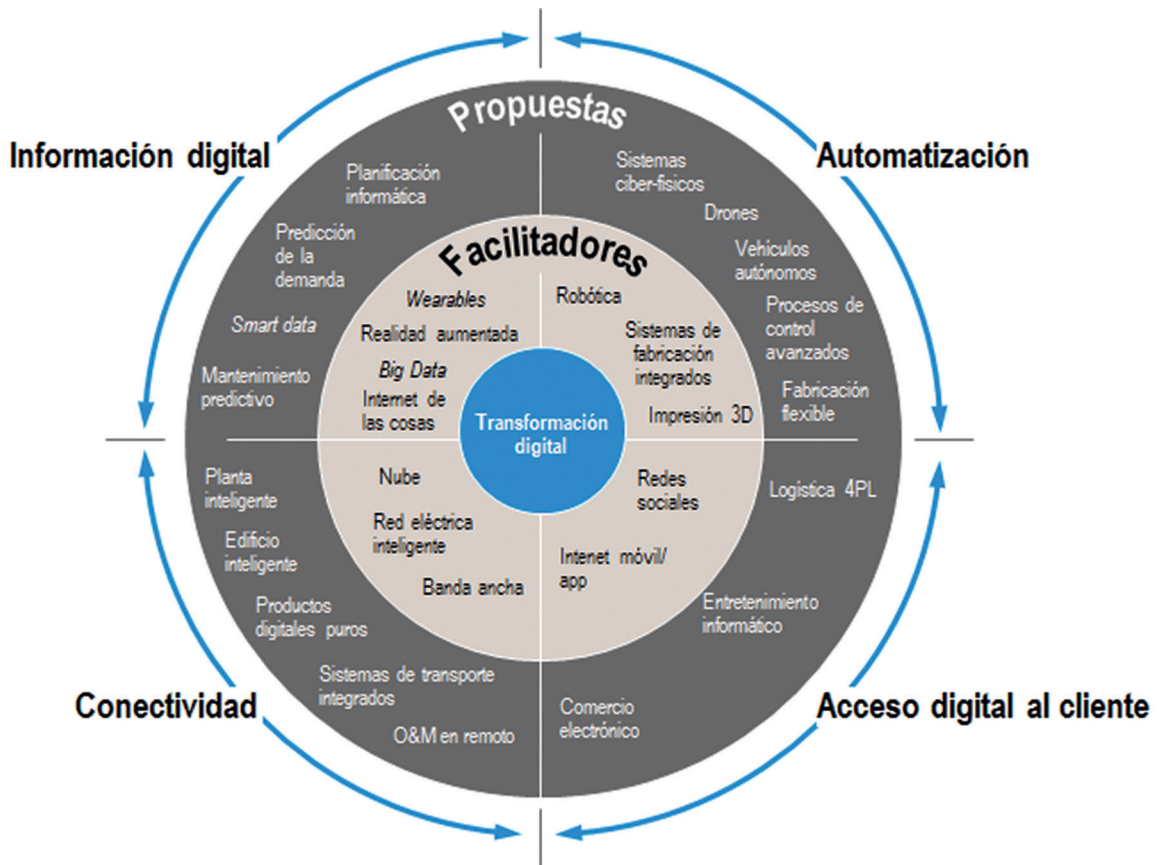 Propuestas
Información digital
Automatización
Planificación
informática
Predicción
de la
demanda
Smart data
Mantenimiento
predictivo
Sistemas
ciber-físicos
Drones
Vehículos
autónomos
Procesos de
control
avanzados
Fabricación
flexible
Facilitadores
Wearables
Realidad aumentada
Big Data
Internet de
las cosas
Robótica
Sistemas de
fabricación
integrados
Impresión 3D
Transformación
digital
Nube
Red eléctrica
inteligente
Banda ancha
Redes
sociales
Intenet móvil/
app
Planta
inteligente
Edificio
inteligente
Productos
digitales puros
Sistemas de transporte
integrados
O&M en remoto
Logística 4PL
Entretenimiento
informático
Comercio
electrónico
Conectividad
Acceso digital al cliente